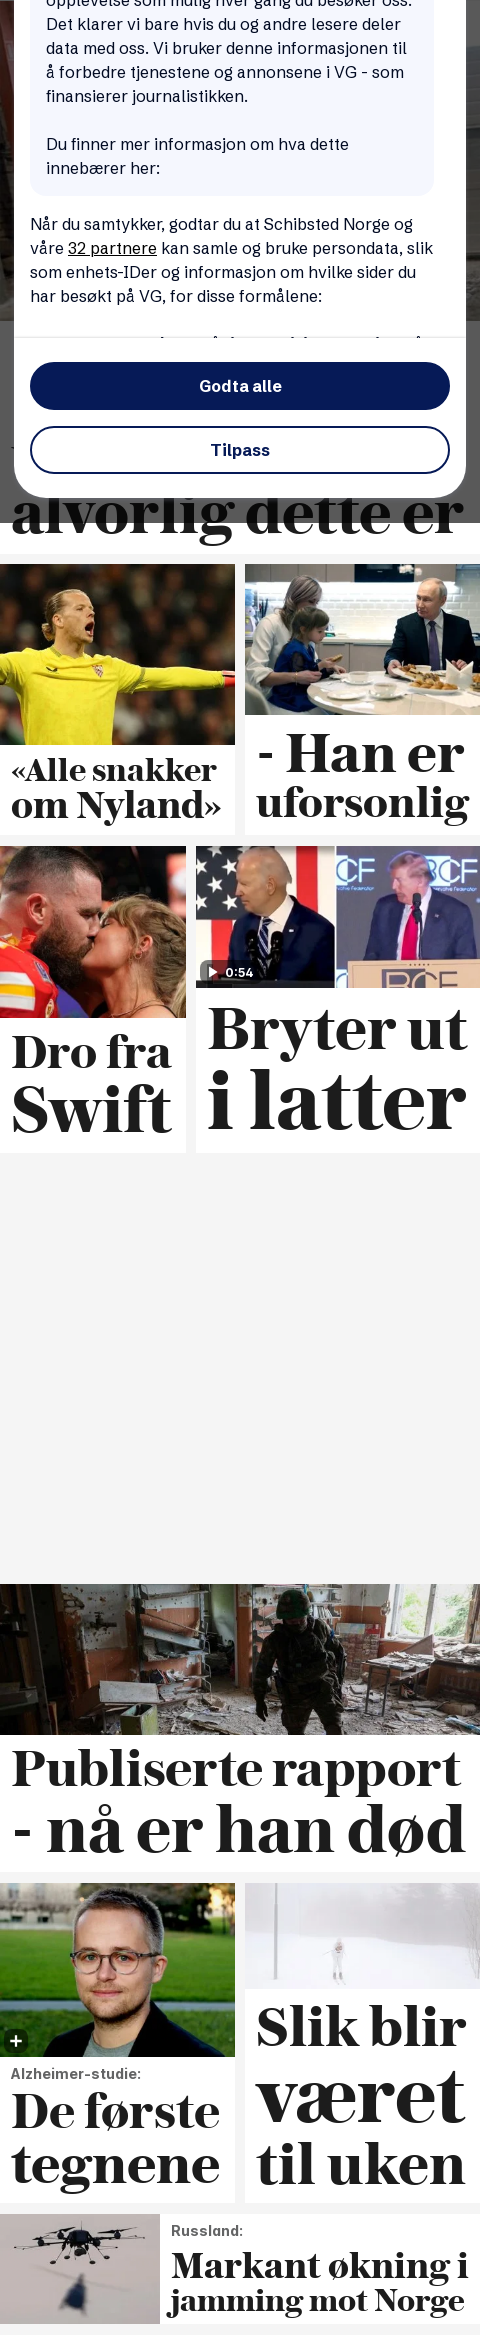 opplevelse som mulig hver gang du besøker oss.
Det klarer vi bare hvis du og andre lesere deler
data med oss. Vi bruker denne informasjonen til
å forbedre tjenestene og annonsene i VG - som
finansierer journalistikken.
Du finner mer informasjon om hva dette
innebærer her:
Når du samtykker, godtar du at Schibsted Norge og
våre 32 partnere kan samle og bruke persondata, slik
som enhets-IDer og informasjon om hvilke sider du
har besøkt på VG, for disse formålene:
Godta alle
Tilpass
alvorlig dette er
«Alle snakker
om Nyland»
- Han er
uforsonlig
0:54
BCF
Dro fra
Swift
Bryter ut
i latter
Publiserte rapport
- nå er han død
Alzheimer-studie:
De første
tegnene
Slik blir
været
til uken
Russland:
Markant økning i
jamming mot Norge